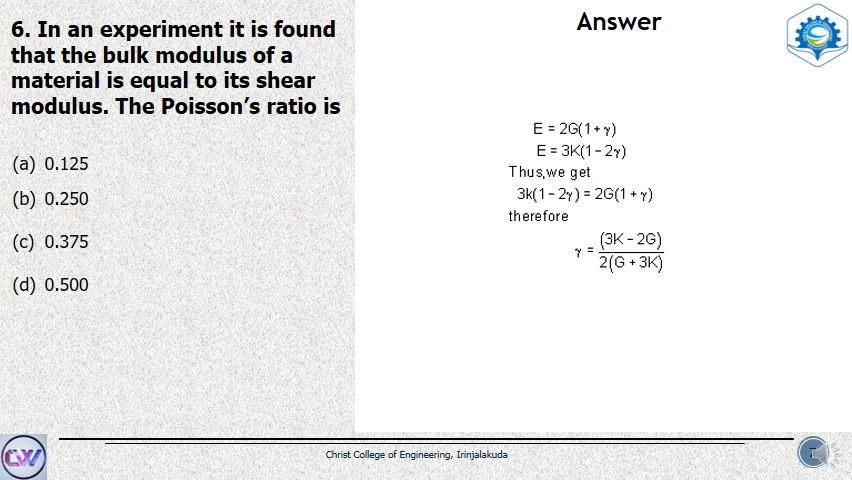 6. In an experiment it is found
that the bulk modulus of a
material is equal to its shear
modulus. The Poisson's ratio is
(a) 0.125
(b) 0.250
(c) 0.375
(d) 0.500
Answer
E = 2G(1 + γ)
E = 3K(1 − 2γ)
Thus,we get
3k(1 − 2γ) = 2G(1 + γ)
therefore
γ = (3K − 2G) / 2(G + 3K)
Christ College of Engineering, Irinjalakuda
CW